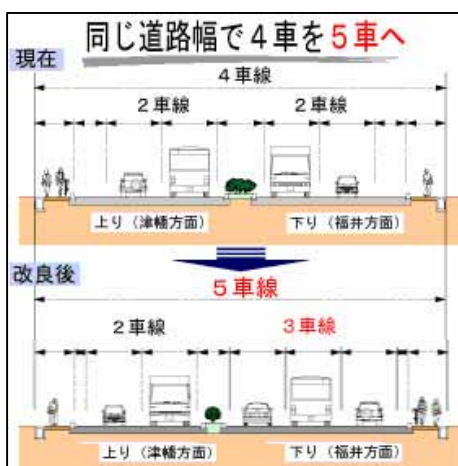 同じ道路幅で4車を5車へ
現在
4車線
2車線 2車線
上り(津幡方面) 下り(福井方面)
改良後
5車線
2車線 3車線
上り(津幡方面) 下り(福井方面)